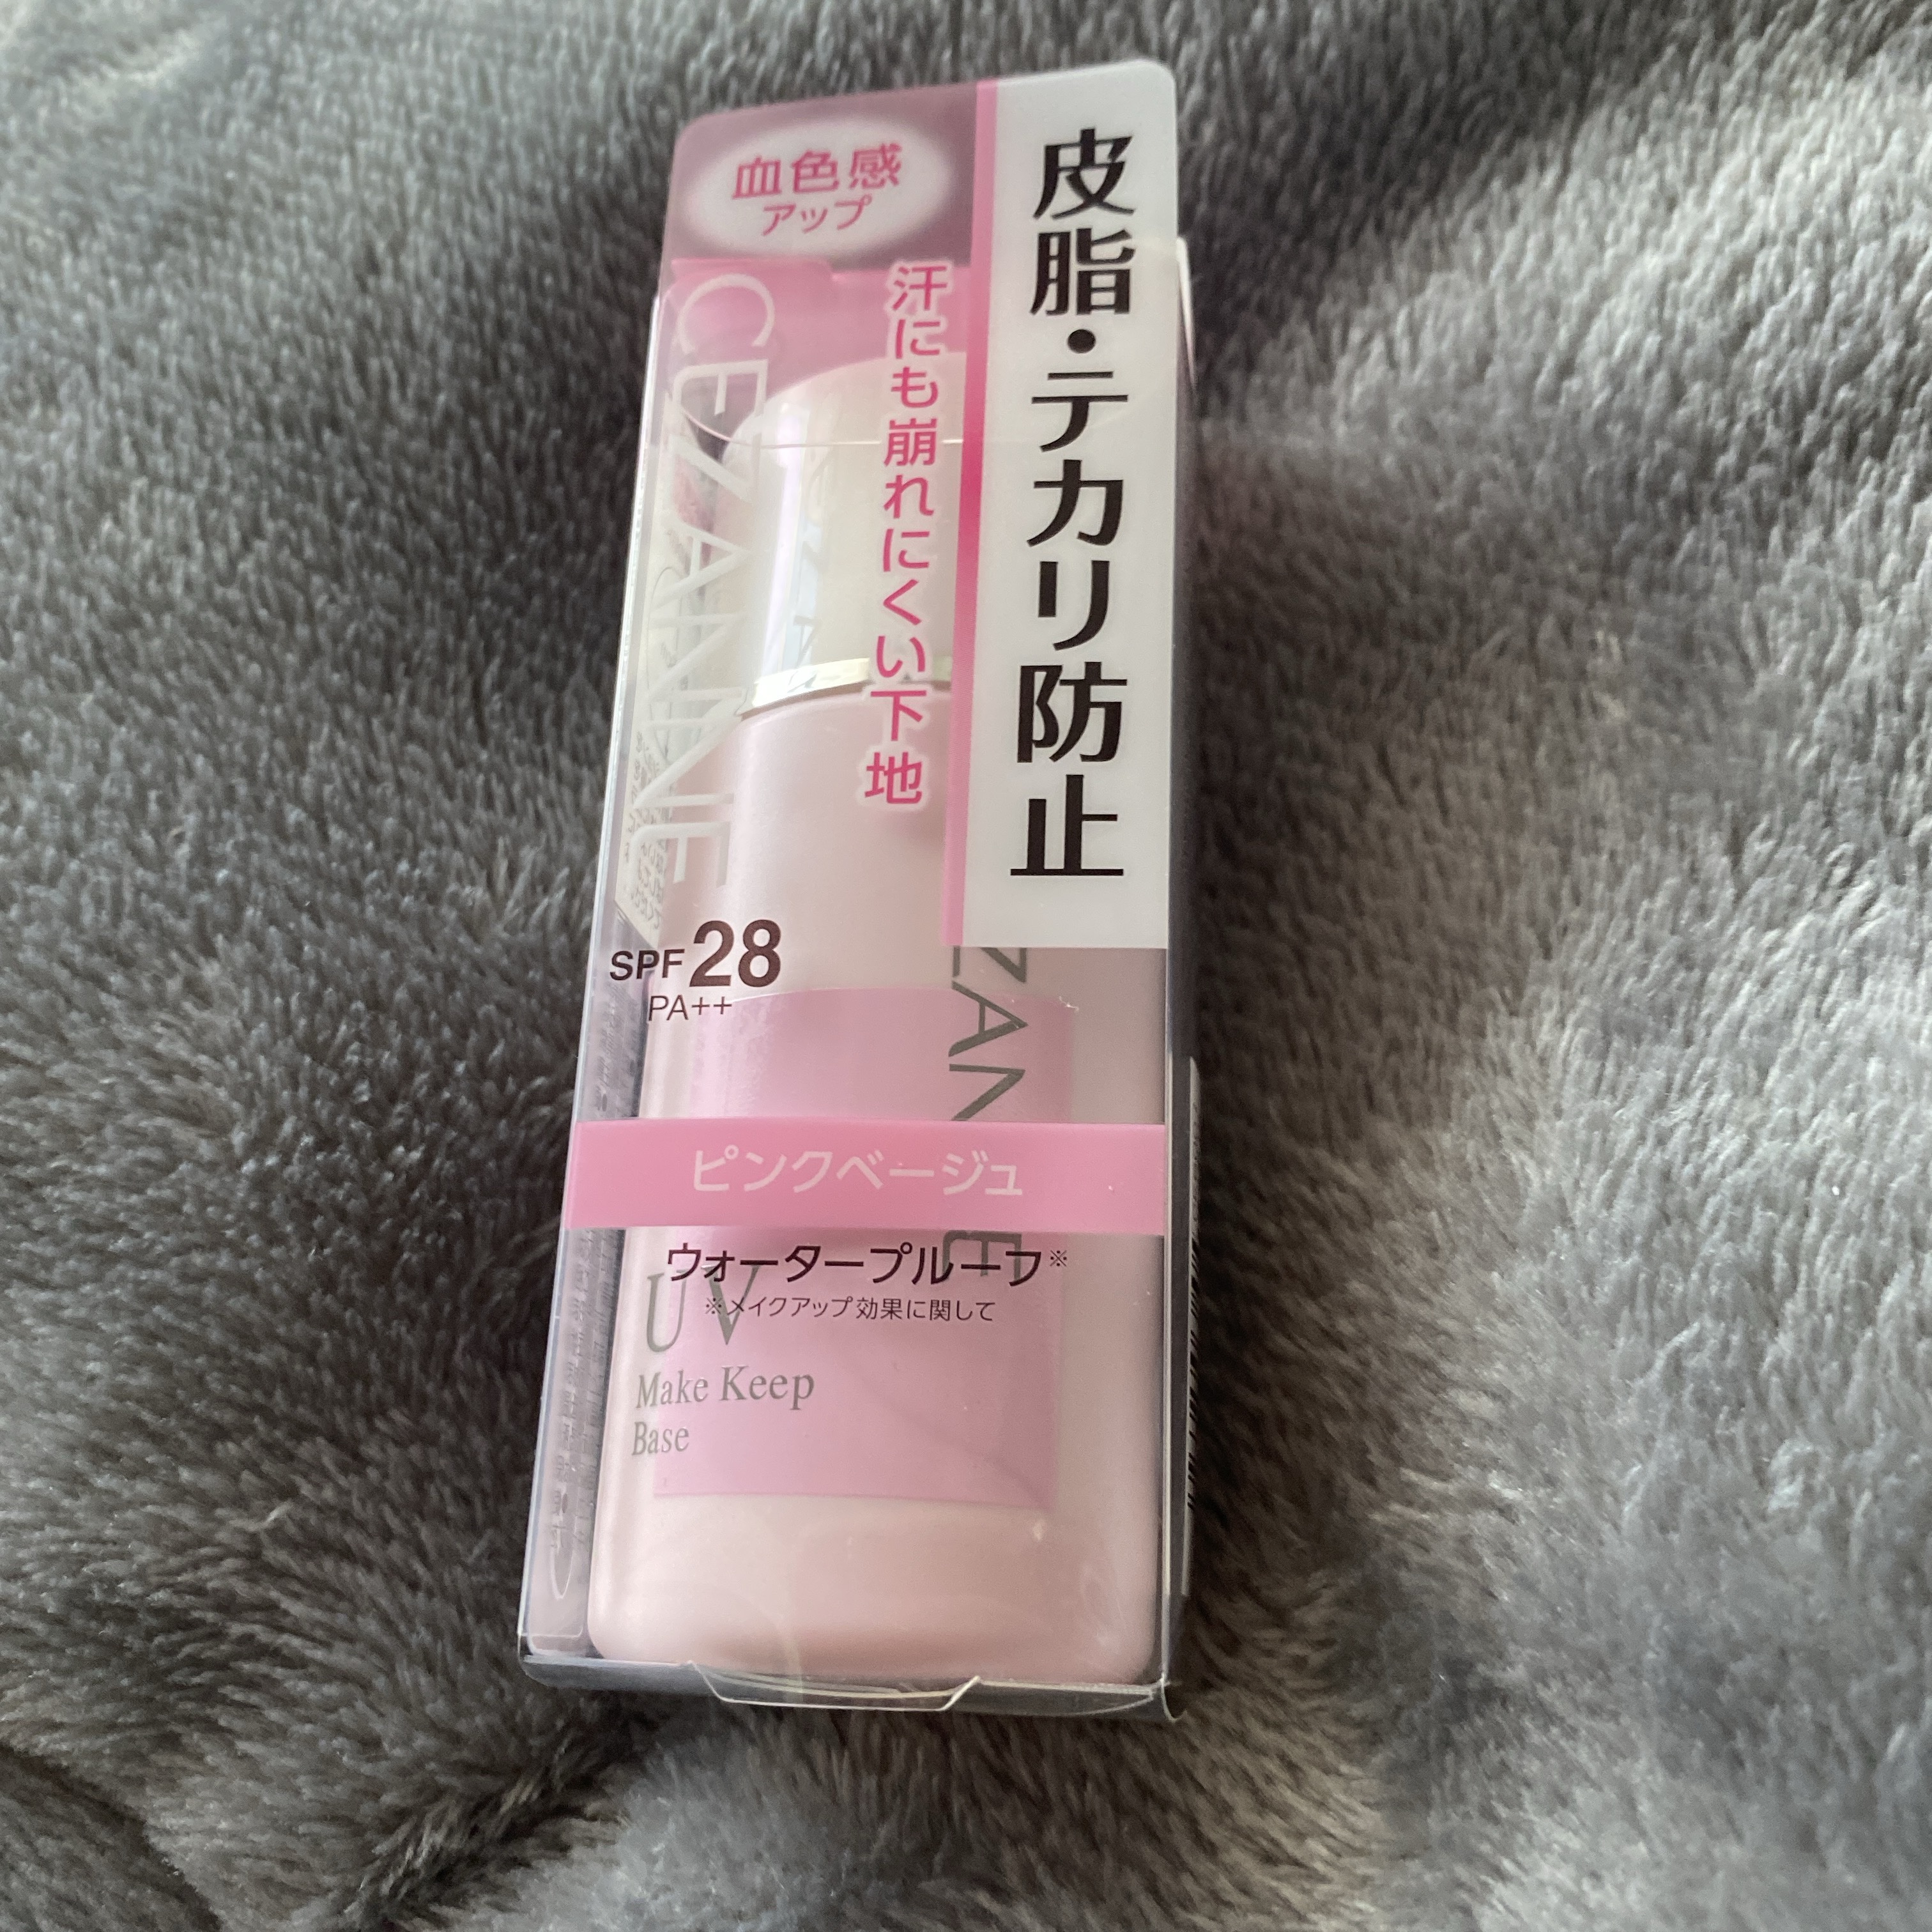 皮脂・テカリ防止
血色感
アップ
汗にも崩れにくい下地
CEZANNE
SPF 28
PA++
ピンクベージュ
ウォータープルーフ※
※メイクアップ効果に関して
UV
Make Keep
Base